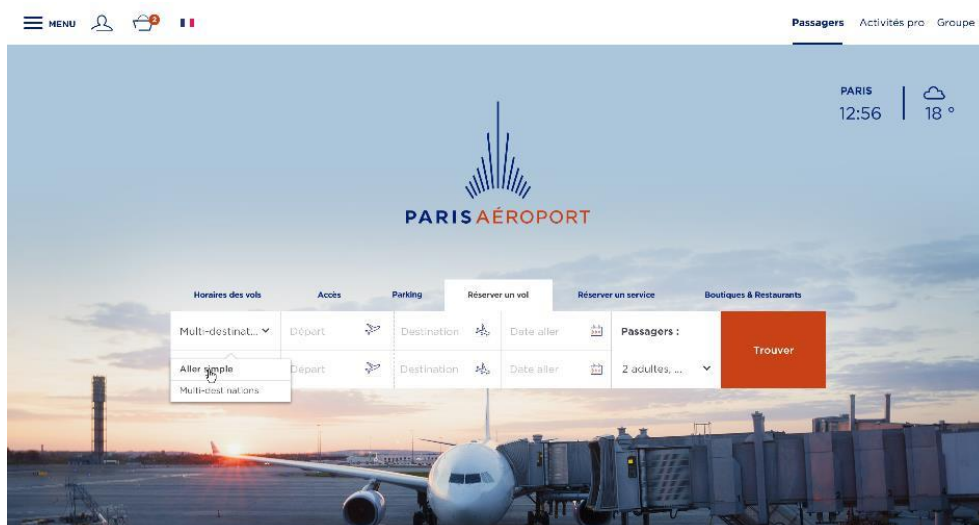 MENU
2
Passagers Activités pro Groupe
PARIS
12:56 18 °
PARIS AÉROPORT
Horaires des vols Accès Parking Réserver un vol Réserver un service Boutiques & Restaurants
Multi-destinat... Départ Destination Date aller Passagers :
Trouver
Aller simple Départ Destination Date aller 2 adultes, ...
Multi-destinations